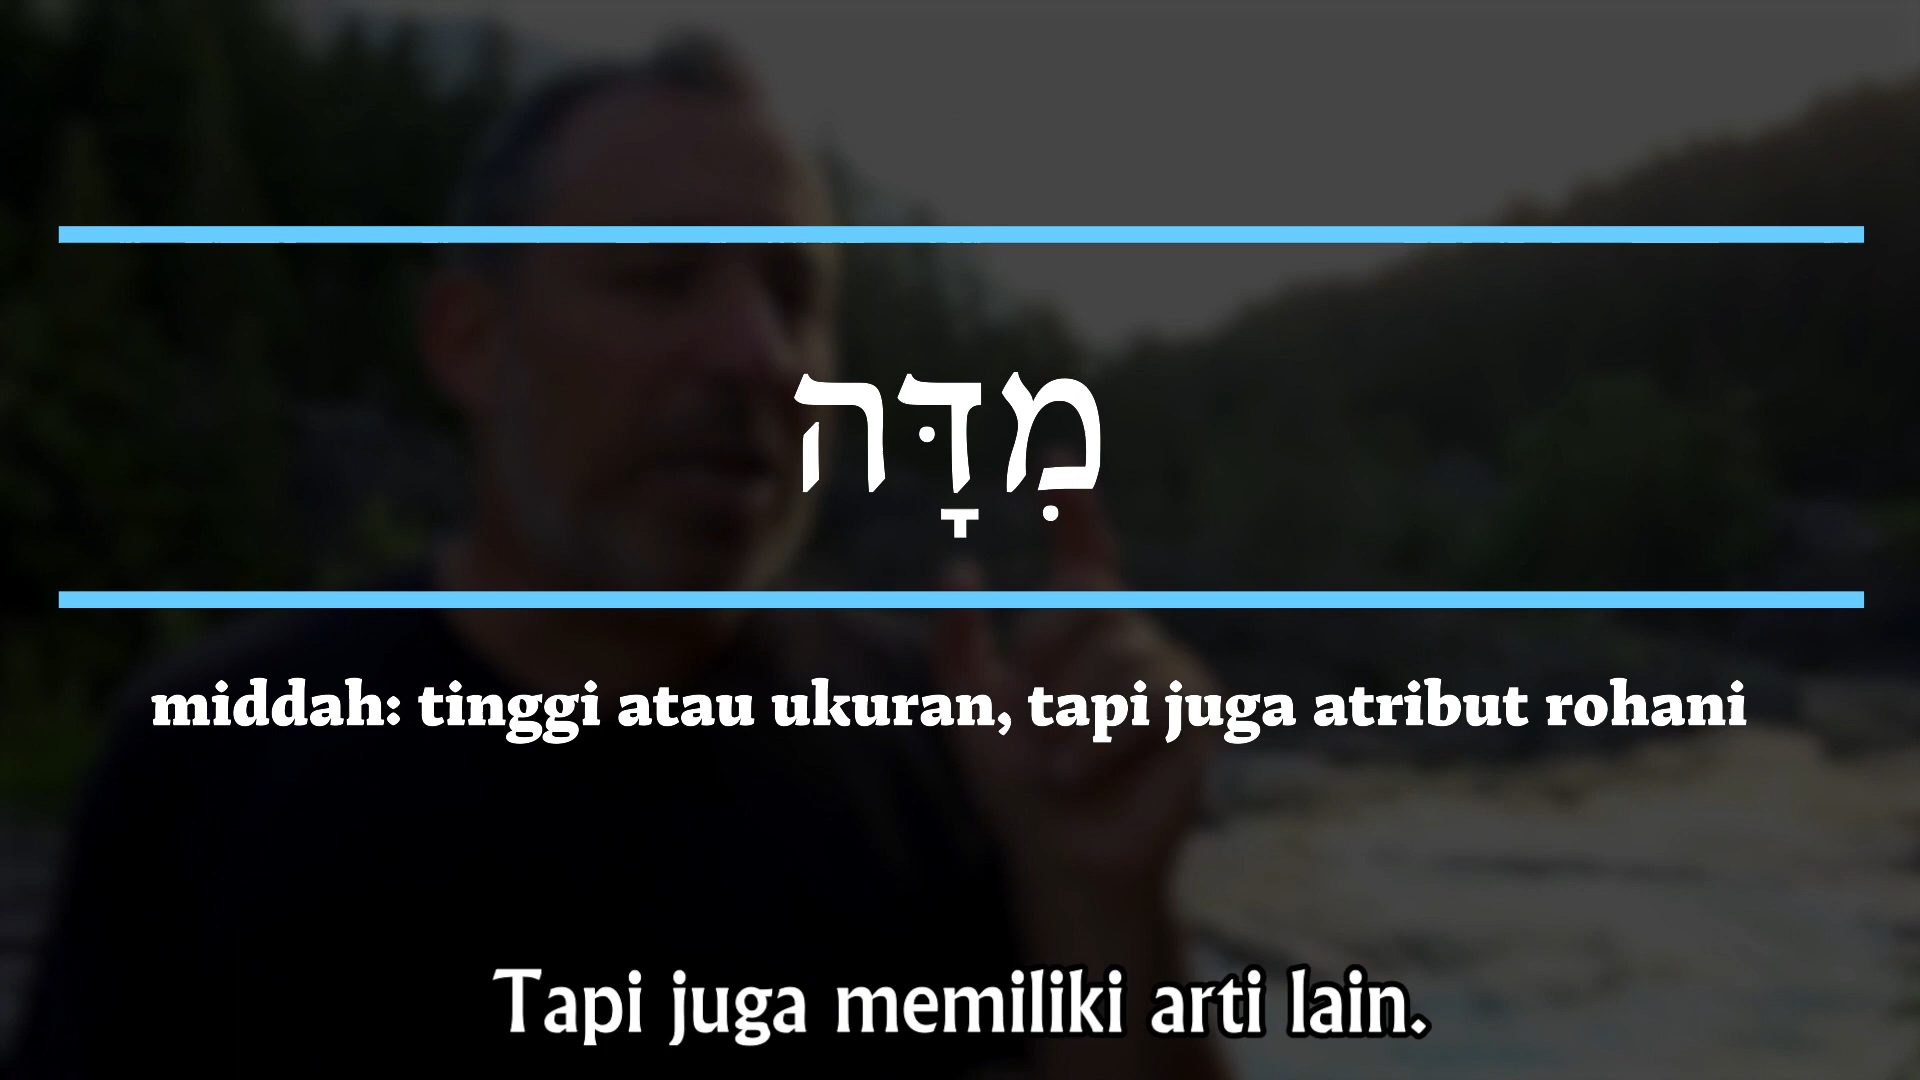 מִדָּה
middah: tinggi atau ukuran, tapi juga atribut rohani
Tapi juga memiliki arti lain.